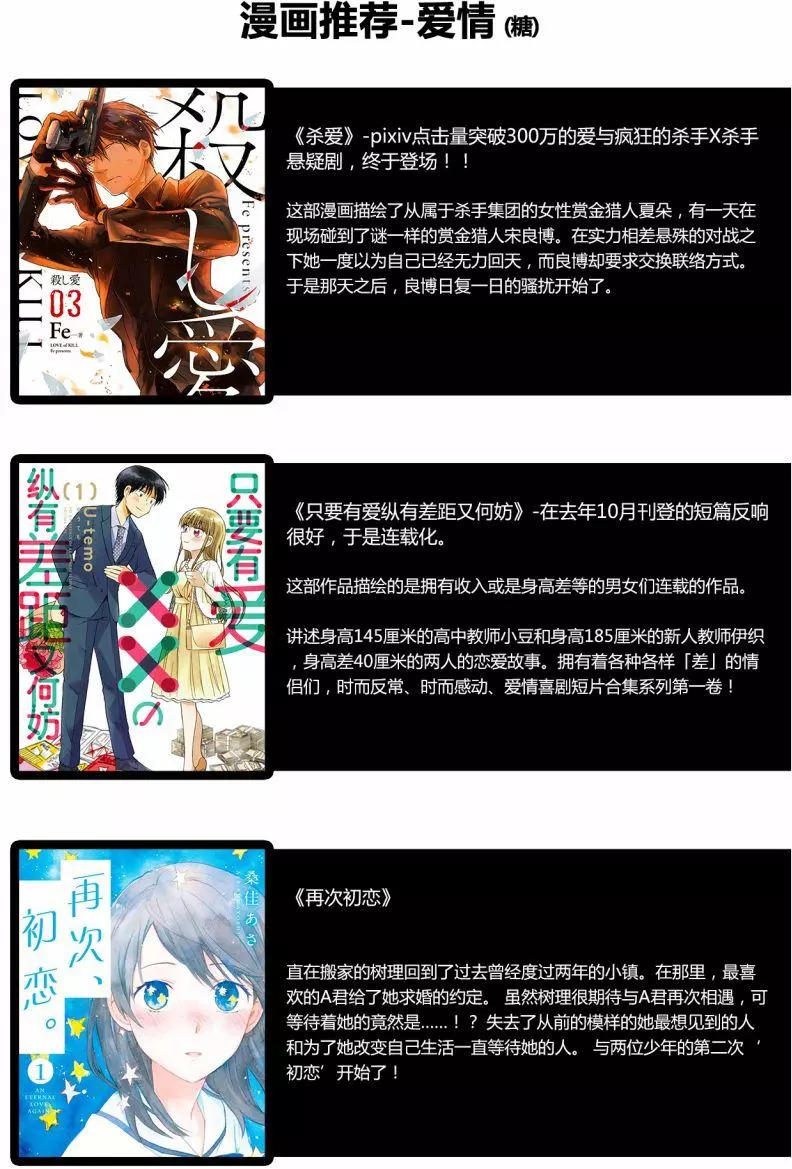 漫画推荐-爱情 (糖)
LOVE of KILL
殺し愛
Fe presents
殺し愛
03
Fe 著
LOVE of KILL
Fe presents
《杀爱》-pixiv点击量突破300万的爱与疯狂的杀手X杀手
悬疑剧，终于登场！！
这部漫画描绘了从属于杀手集团的女性赏金猎人夏朵，有一天在
现场碰到了谜一样的赏金猎人宋良博。在实力相差悬殊的对战之
下她一度以为自己已经无力回天，而良博却要求交换联络方式。
于是那天之后，良博日复一日的骚扰开始了。
只要有爱
纵有差距又何妨
(1)
U-temo
の
《只要有爱纵有差距又何妨》-在去年10月刊登的短篇反响
很好，于是连载化。
这部作品描绘的是拥有收入或是身高差等的男女们连载的作品。
讲述身高145厘米的高中教师小豆和身高185厘米的新人教师伊织
，身高差40厘米的两人的恋爱故事。拥有着各种各样「差」的情
侣们，时而反常、时而感动、爱情喜剧短片合集系列第一卷！
再次、
初恋。
桑佳あさ
1
AN
ETERNAL
LOVE
AGAIN
《再次初恋》
直在搬家的树理回到了过去曾经度过两年的小镇。在那里，最喜
欢的A君给了她求婚的约定。 虽然树理很期待与A君再次相遇，可
等待着她的竟然是……！？ 失去了从前的模样的她最想见到的人
和为了她改变自己生活一直等待她的人。 与两位少年的第二次‘
初恋’开始了！